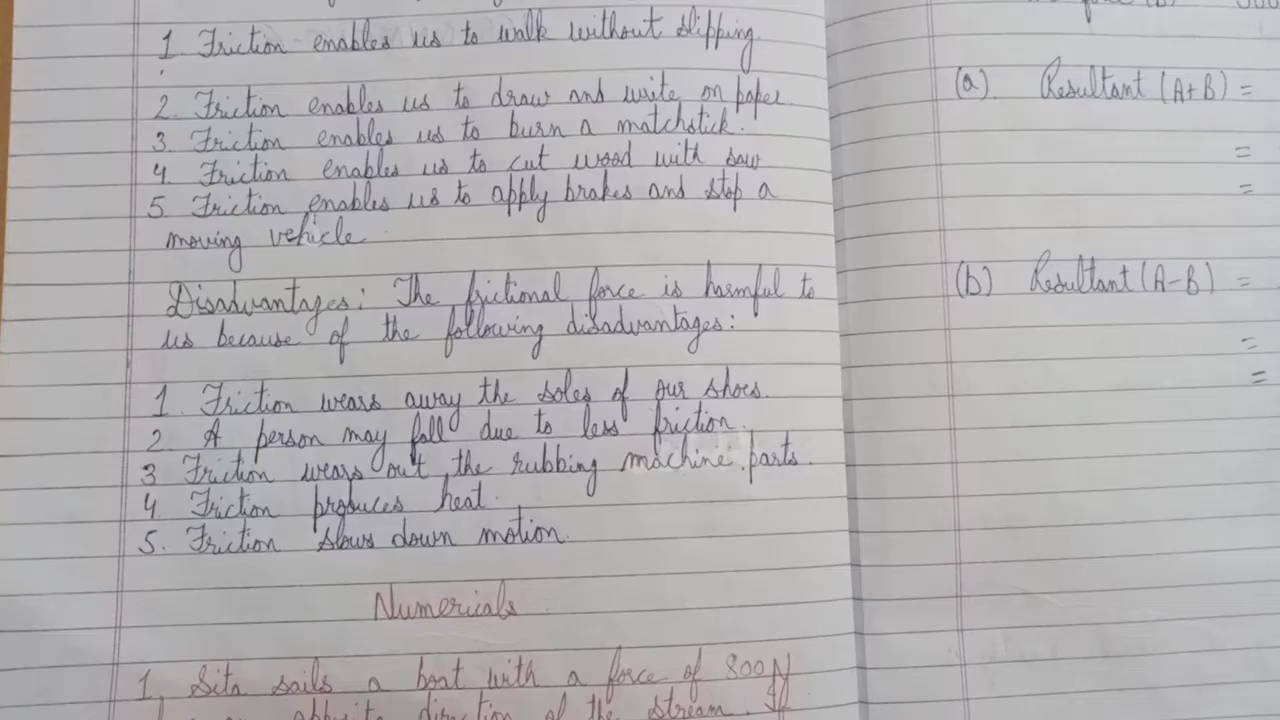 1. Friction enables us to walk without slipping.
2. Friction enables us to draw and write on paper.
3. Friction enables us to burn a matchstick.
4. Friction enables us to cut wood with saw
5. Friction enables us to apply brakes and stop a
moving vehicle.
Disadvantages: The frictional force is harmful to
us because of the following disadvantages:
1. Friction wears away the soles of our shoes.
2. A person may fall due to less friction.
3 Friction wears out the rubbing machine parts.
4 Friction produces heat.
5. Friction slows down motion.
Numericals
1. Sita sails a boat with a force of 800N
direction of the stream. If
(a) Resultant (A+B) =
=
=
(b) Resultant (A-B) =
=
=